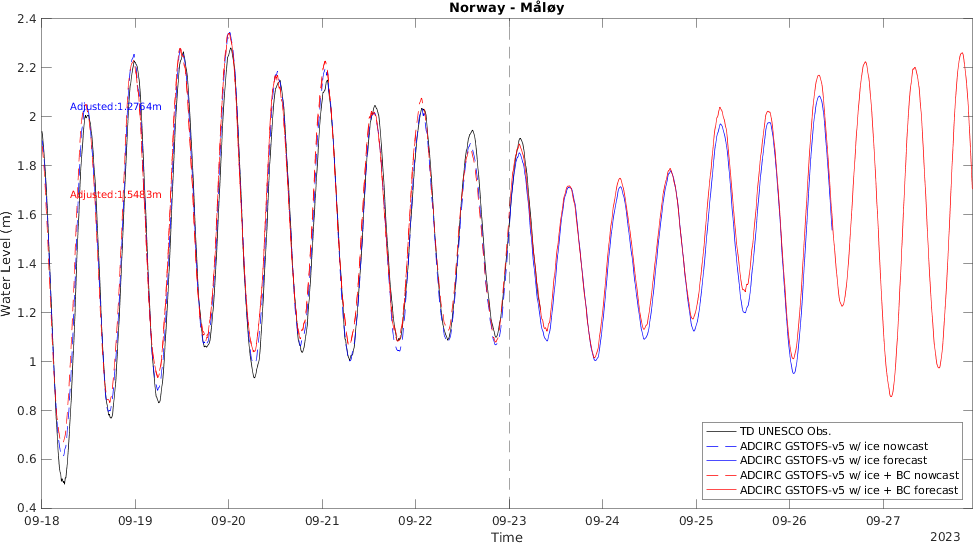 Norway - Måløy
2.4
2.2
2
1.8
1.6
1.4
1.2
1
0.8
0.6
0.4
Water Level (m)
Adjusted:1.2764m
Adjusted:1.5483m
TD UNESCO Obs.
ADCIRC GSTOFS-v5 w/ ice nowcast
ADCIRC GSTOFS-v5 w/ ice forecast
ADCIRC GSTOFS-v5 w/ ice + BC nowcast
ADCIRC GSTOFS-v5 w/ ice + BC forecast
09-18 09-19 09-20 09-21 09-22 09-23 09-24 09-25 09-26 09-27
Time
2023